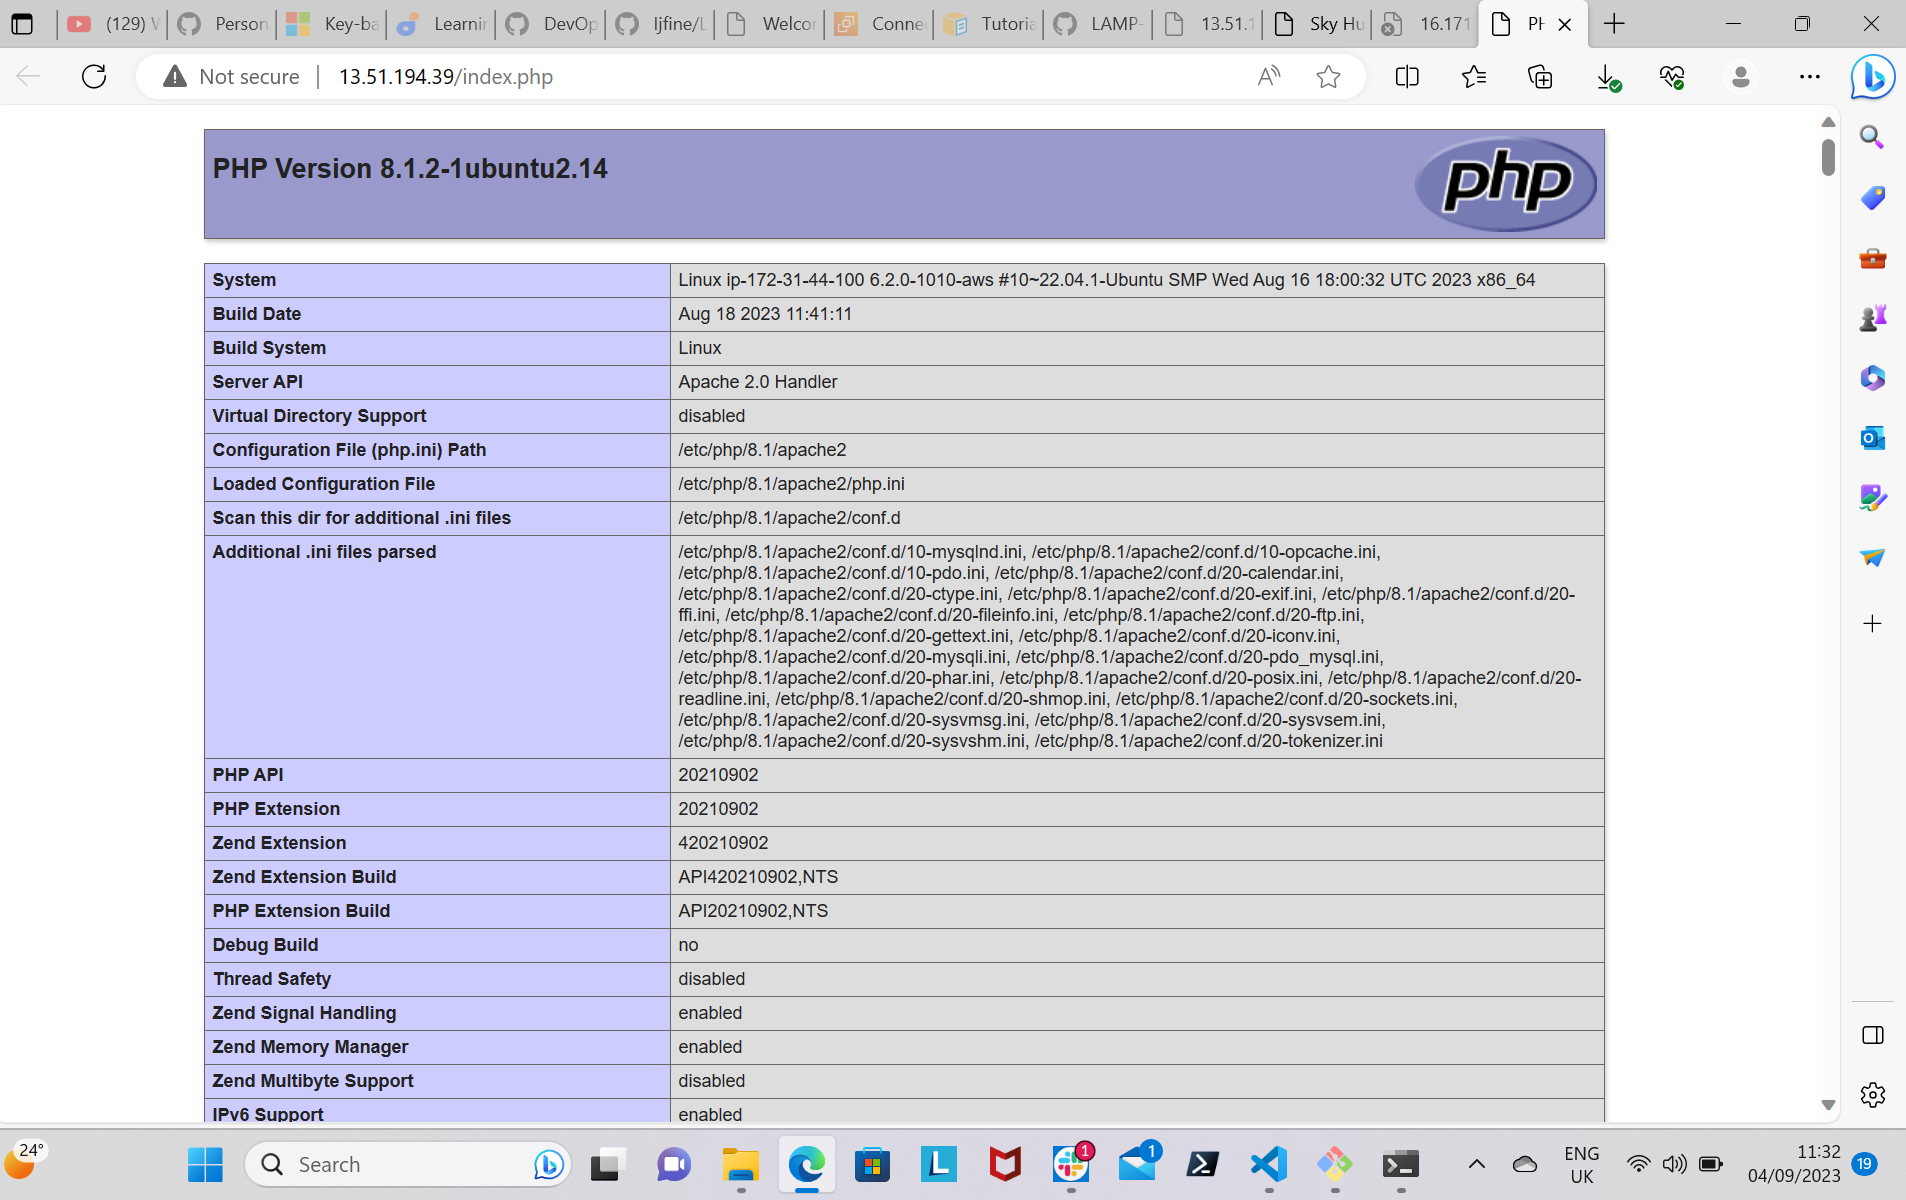 (129) V
Person
Key-ba
Learnin
DevOp
Ijfine/L
Welcor
Conne
Tutoria
LAMP-
13.51.1
Sky Hu
16.171
PH
Not secure
13.51.194.39/index.php
PHP Version 8.1.2-1ubuntu2.14
php
System Linux ip-172-31-44-100 6.2.0-1010-aws #10~22.04.1-Ubuntu SMP Wed Aug 16 18:00:32 UTC 2023 x86_64
Build Date Aug 18 2023 11:41:11
Build System Linux
Server API Apache 2.0 Handler
Virtual Directory Support disabled
Configuration File (php.ini) Path /etc/php/8.1/apache2
Loaded Configuration File /etc/php/8.1/apache2/php.ini
Scan this dir for additional .ini files /etc/php/8.1/apache2/conf.d
Additional .ini files parsed /etc/php/8.1/apache2/conf.d/10-mysqlnd.ini, /etc/php/8.1/apache2/conf.d/10-opcache.ini,
/etc/php/8.1/apache2/conf.d/10-pdo.ini, /etc/php/8.1/apache2/conf.d/20-calendar.ini,
/etc/php/8.1/apache2/conf.d/20-ctype.ini, /etc/php/8.1/apache2/conf.d/20-exif.ini, /etc/php/8.1/apache2/conf.d/20-
ffi.ini, /etc/php/8.1/apache2/conf.d/20-fileinfo.ini, /etc/php/8.1/apache2/conf.d/20-ftp.ini,
/etc/php/8.1/apache2/conf.d/20-gettext.ini, /etc/php/8.1/apache2/conf.d/20-iconv.ini,
/etc/php/8.1/apache2/conf.d/20-mysqli.ini, /etc/php/8.1/apache2/conf.d/20-pdo_mysql.ini,
/etc/php/8.1/apache2/conf.d/20-phar.ini, /etc/php/8.1/apache2/conf.d/20-posix.ini, /etc/php/8.1/apache2/conf.d/20-
readline.ini, /etc/php/8.1/apache2/conf.d/20-shmop.ini, /etc/php/8.1/apache2/conf.d/20-sockets.ini,
/etc/php/8.1/apache2/conf.d/20-sysvmsg.ini, /etc/php/8.1/apache2/conf.d/20-sysvsem.ini,
/etc/php/8.1/apache2/conf.d/20-sysvshm.ini, /etc/php/8.1/apache2/conf.d/20-tokenizer.ini
PHP API 20210902
PHP Extension 20210902
Zend Extension 420210902
Zend Extension Build API420210902,NTS
PHP Extension Build API20210902,NTS
Debug Build no
Thread Safety disabled
Zend Signal Handling enabled
Zend Memory Manager enabled
Zend Multibyte Support disabled
IPv6 Support enabled
24°
Search
L
1
1
ENG
UK
11:32
04/09/2023
19